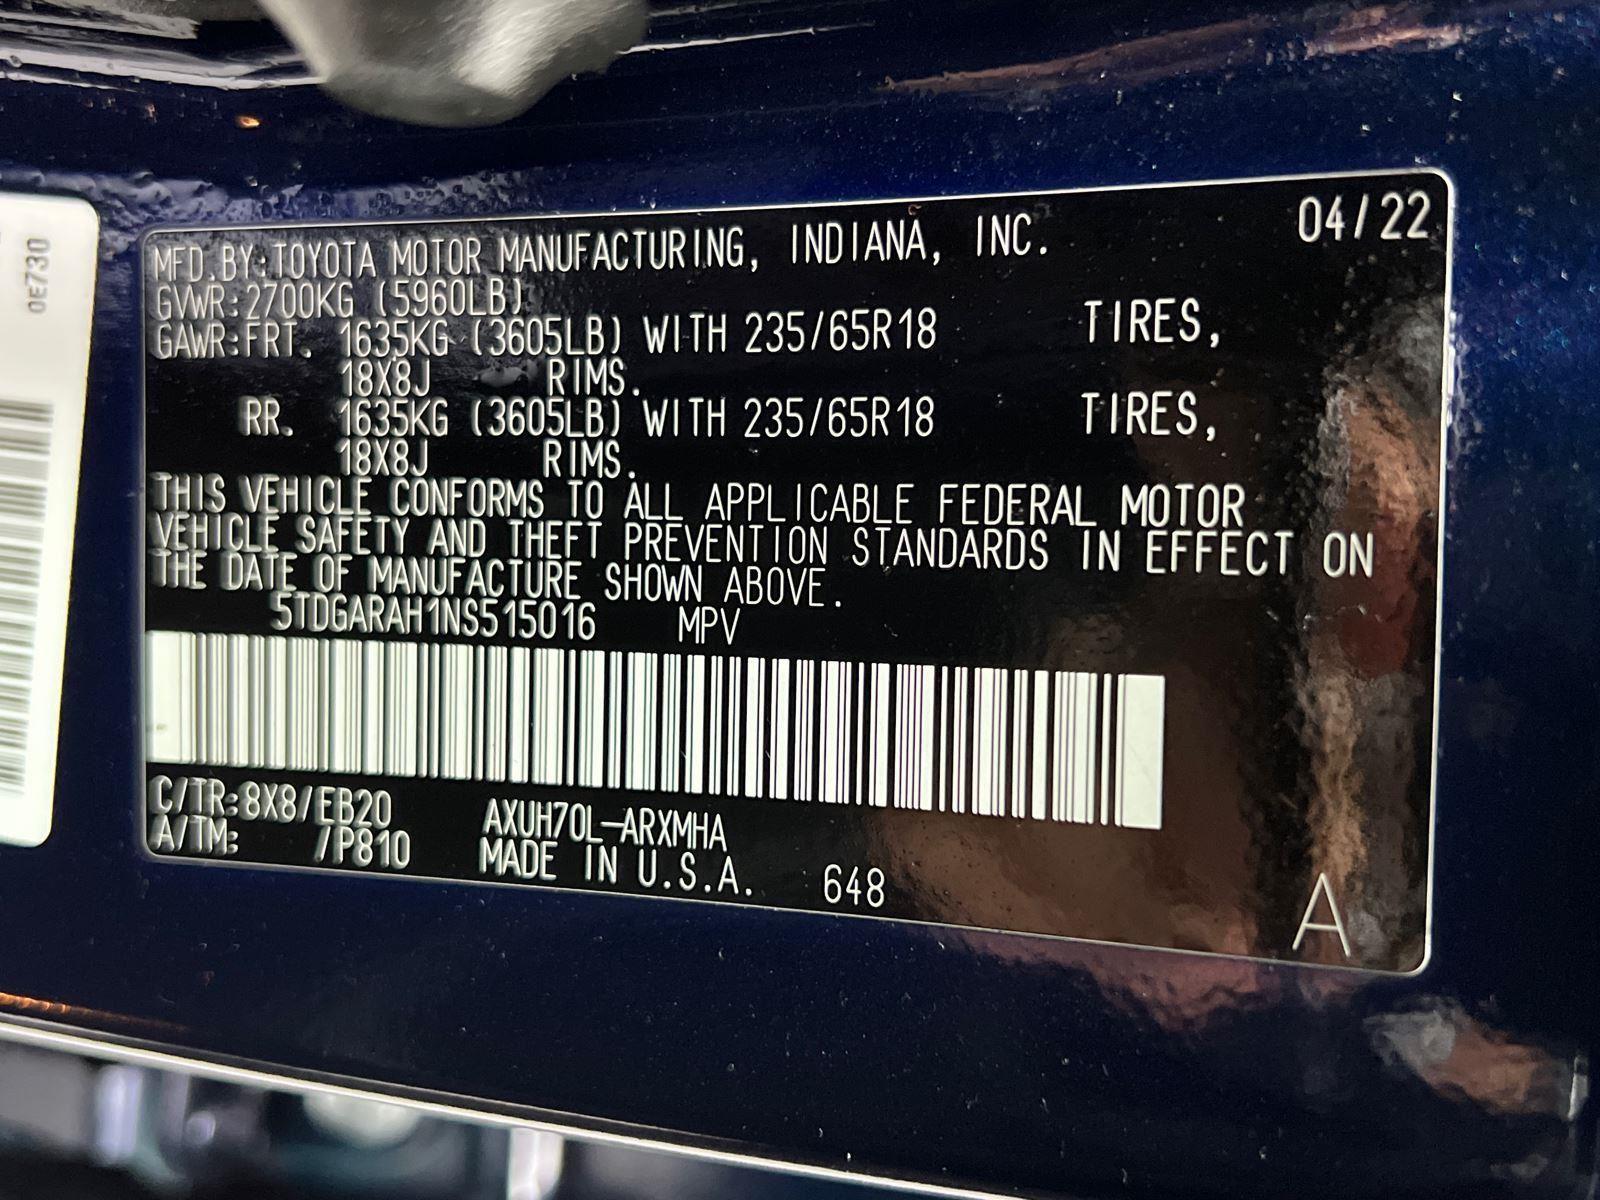 0E730
MFD.BY:TOYOTA MOTOR MANUFACTURING, INDIANA, INC. 04/22
GVWR:2700KG (5960LB)
GAWR:FRT. 1635KG (3605LB) WITH 235/65R18 TIRES,
18X8J RIMS.
RR. 1635KG (3605LB) WITH 235/65R18 TIRES,
18X8J RIMS.
THIS VEHICLE CONFORMS TO ALL APPLICABLE FEDERAL MOTOR
VEHICLE SAFETY AND THEFT PREVENTION STANDARDS IN EFFECT ON
THE DATE OF MANUFACTURE SHOWN ABOVE.
5TDGARAH1NS515016 MPV
C/TR:8X8/EB20 AXUH70L-ARXMHA
A/TM: /P810 MADE IN U.S.A. 648
A